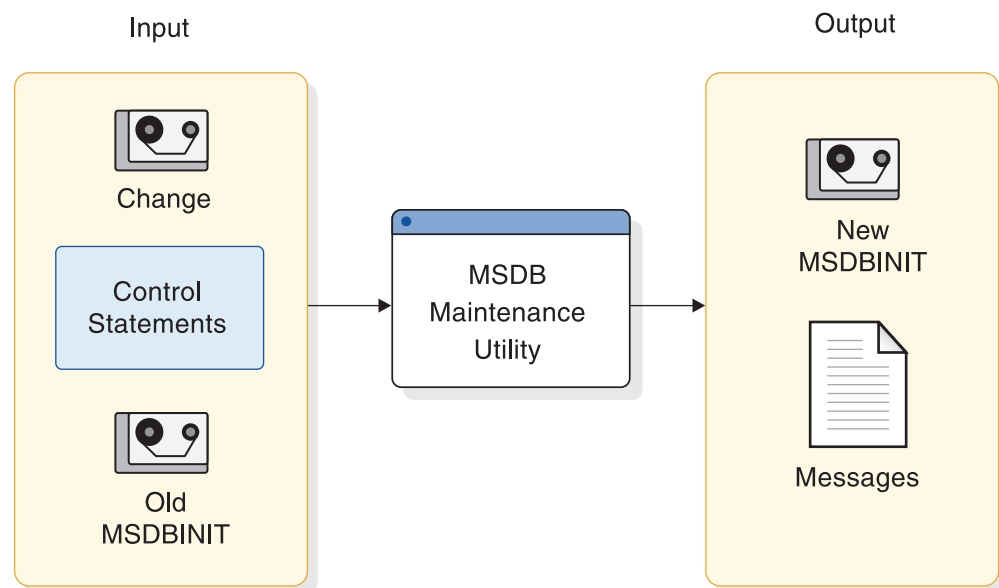 Input
Change
Control
Statements
Old
MSDBINIT
MSDB
Maintenance
Utility
Output
New
MSDBINIT
Messages